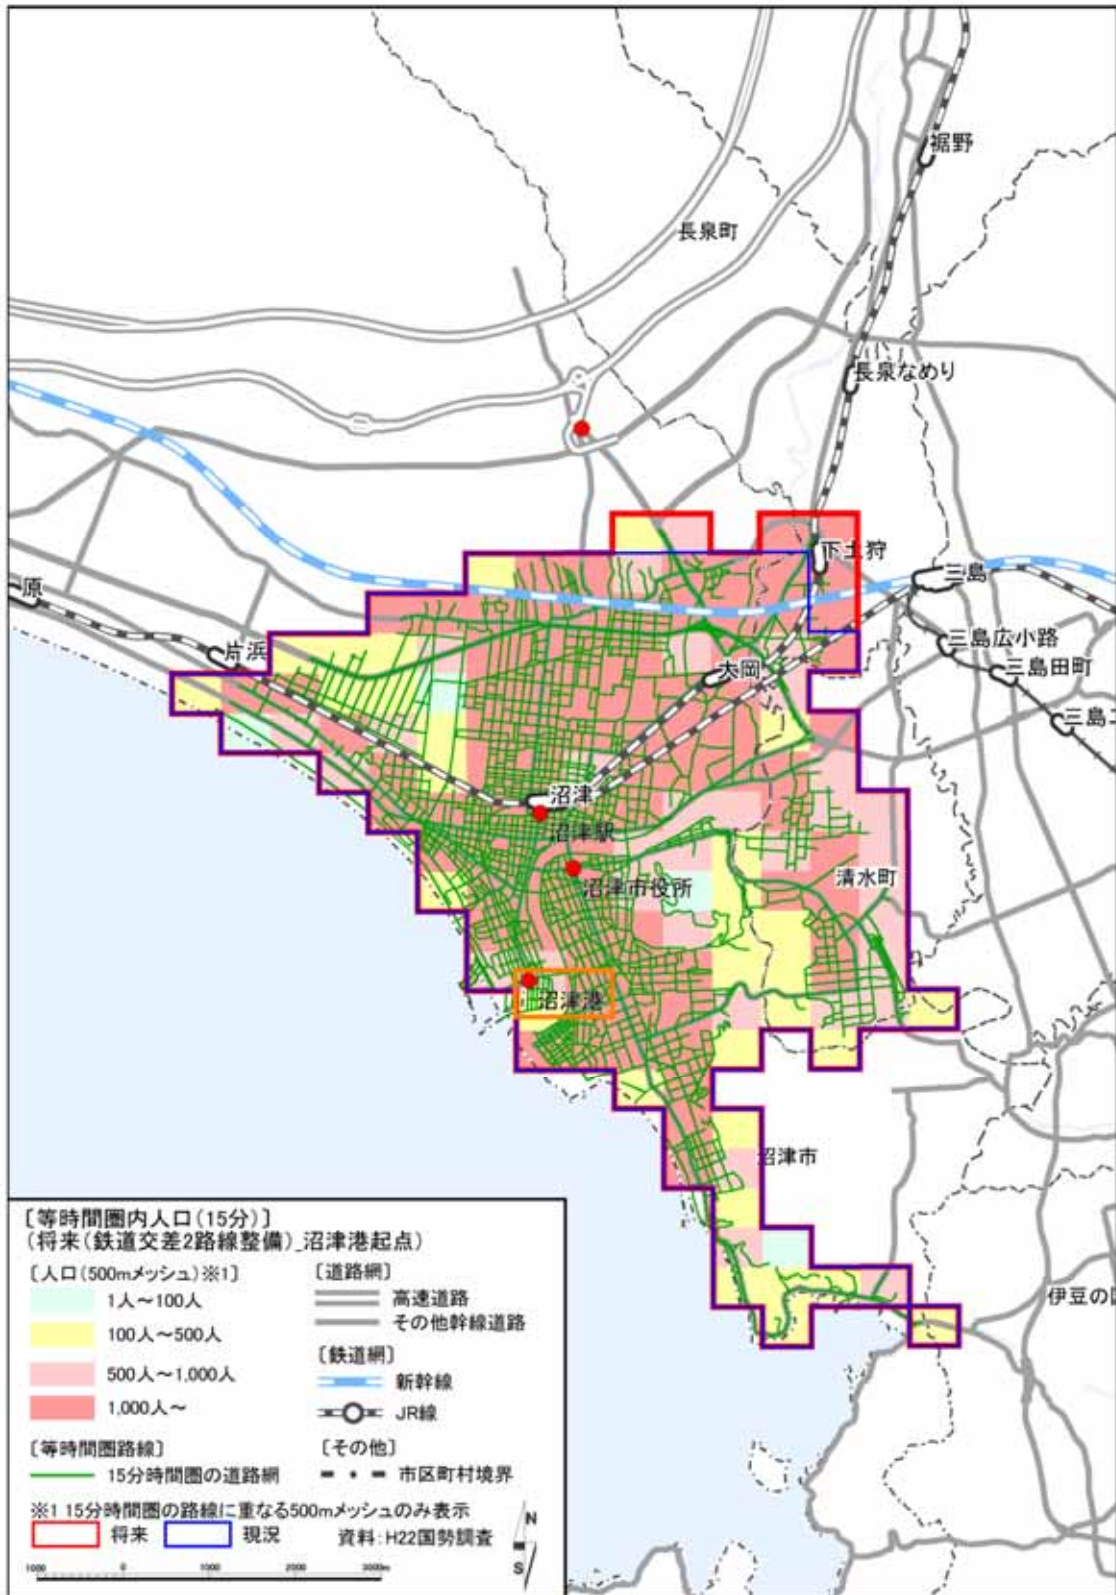 裾野
長泉町
長泉なめり
下土狩
三島
原
三島広小路
片浜
大岡
三島田町
沼津
沼津駅
清水町
沼津市役所
沼津港
沼津市
伊豆の国
〔等時間圏内人口(15分)〕
(将来(鉄道交差2路線整備)_沼津港起点)
〔人口(500mメッシュ)※1〕
1人~100人
100人~500人
500人~1,000人
1,000人~
〔等時間圏路線〕
15分時間圏の道路網
〔道路網〕
高速道路
その他幹線道路
〔鉄道網〕
新幹線
JR線
〔その他〕
市区町村境界
※1 15分時間圏の路線に重なる500mメッシュのみ表示
将来 現況 資料:H22国勢調査
N
S
1000 0 1000 2000 3000m